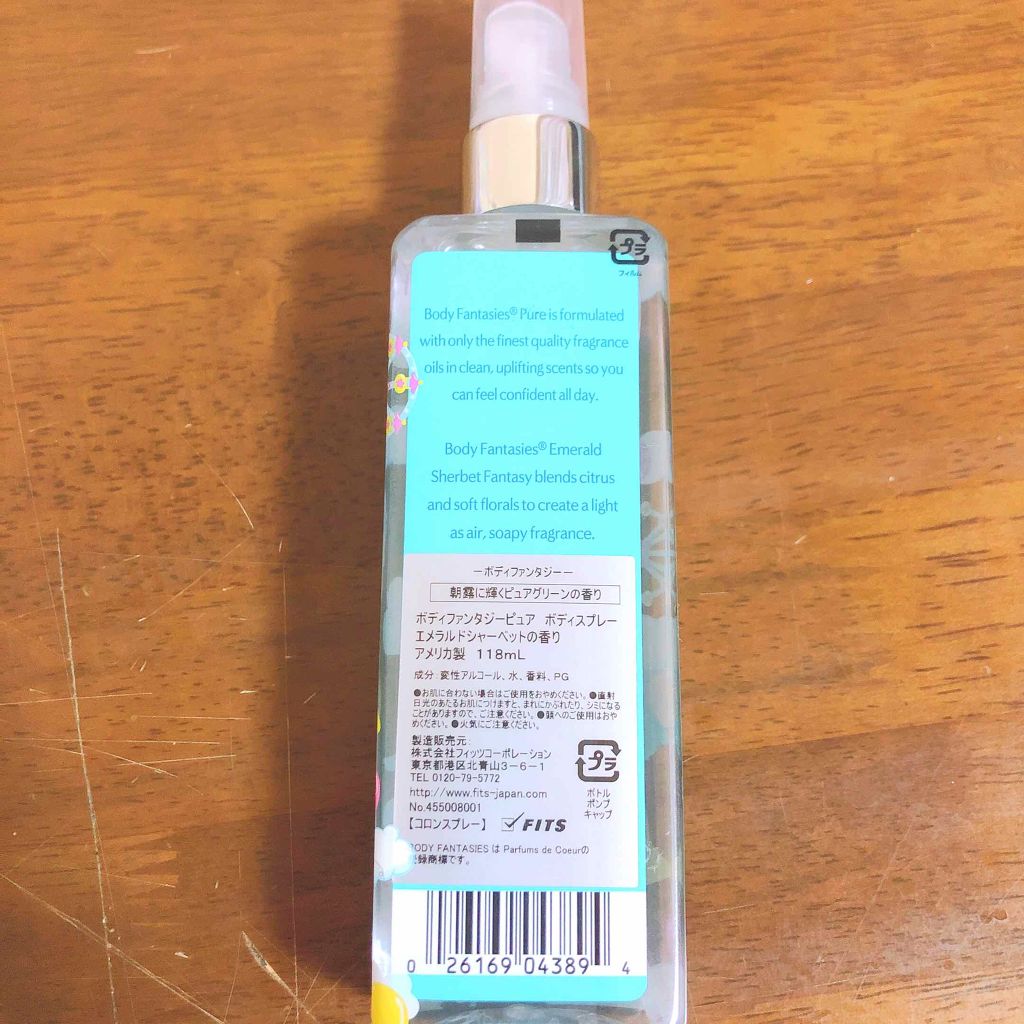 プラ
フィルム
Body Fantasies® Pure is formulated
with only the finest quality fragrance
oils in clean, uplifting scents so you
can feel confident all day.
Body Fantasies® Emerald
Sherbet Fantasy blends citrus
and soft florals to create a light
as air, soapy fragrance.
—ボディファンタジー—
朝霧に輝くピュアグリーンの香り
ボディファンタジーピュア ボディスプレー
エメラルドシャーベットの香り
アメリカ製 118mL
成分:変性アルコール、水、香料、PG
●お肌に合わない場合はご使用をおやめください。●直射
日光のあたるお肌につけますと、まれにかぶれたり、シミになる
ことがありますので、ご注意ください。●頭へのご使用はおや
めください。●火気にご注意ください。
製造販売元:
株式会社フィッツコーポレーション
東京都港区北青山3-6-1
TEL 0120-79-5772
http://www.fits-japan.com
No.455008001
【コロンスプレー】 FITS
プラ
ボトル
ポンプ
キャップ
BODY FANTASIES は Parfums de Coeurの
登録商標です。
0 26169 04389 4